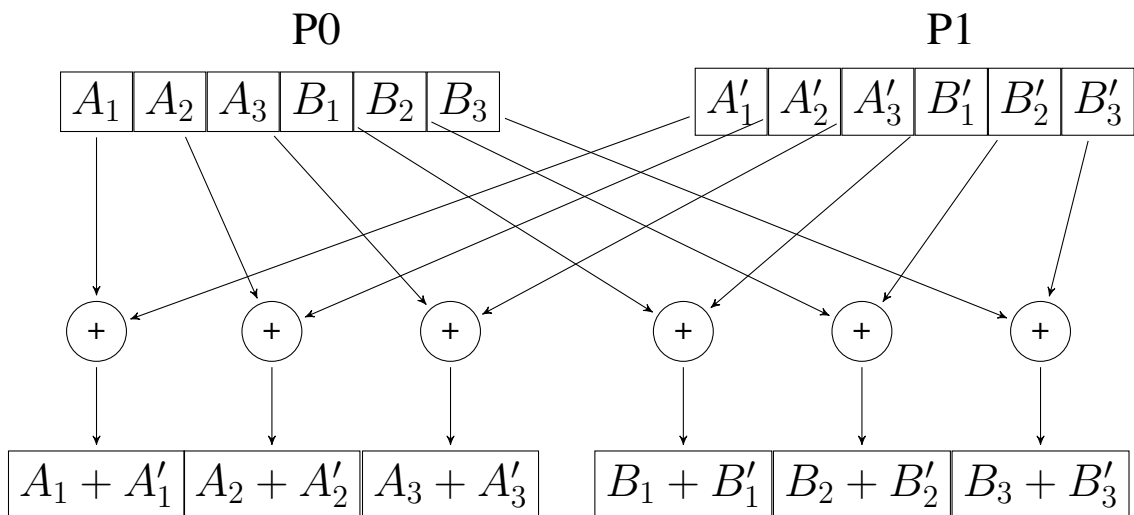 P0 P1
A₁ A₂ A₃ B₁ B₂ B₃ A′₁ A′₂ A′₃ B′₁ B′₂ B′₃
+ + + + + +
A₁ + A′₁ A₂ + A′₂ A₃ + A′₃ B₁ + B′₁ B₂ + B′₂ B₃ + B′₃